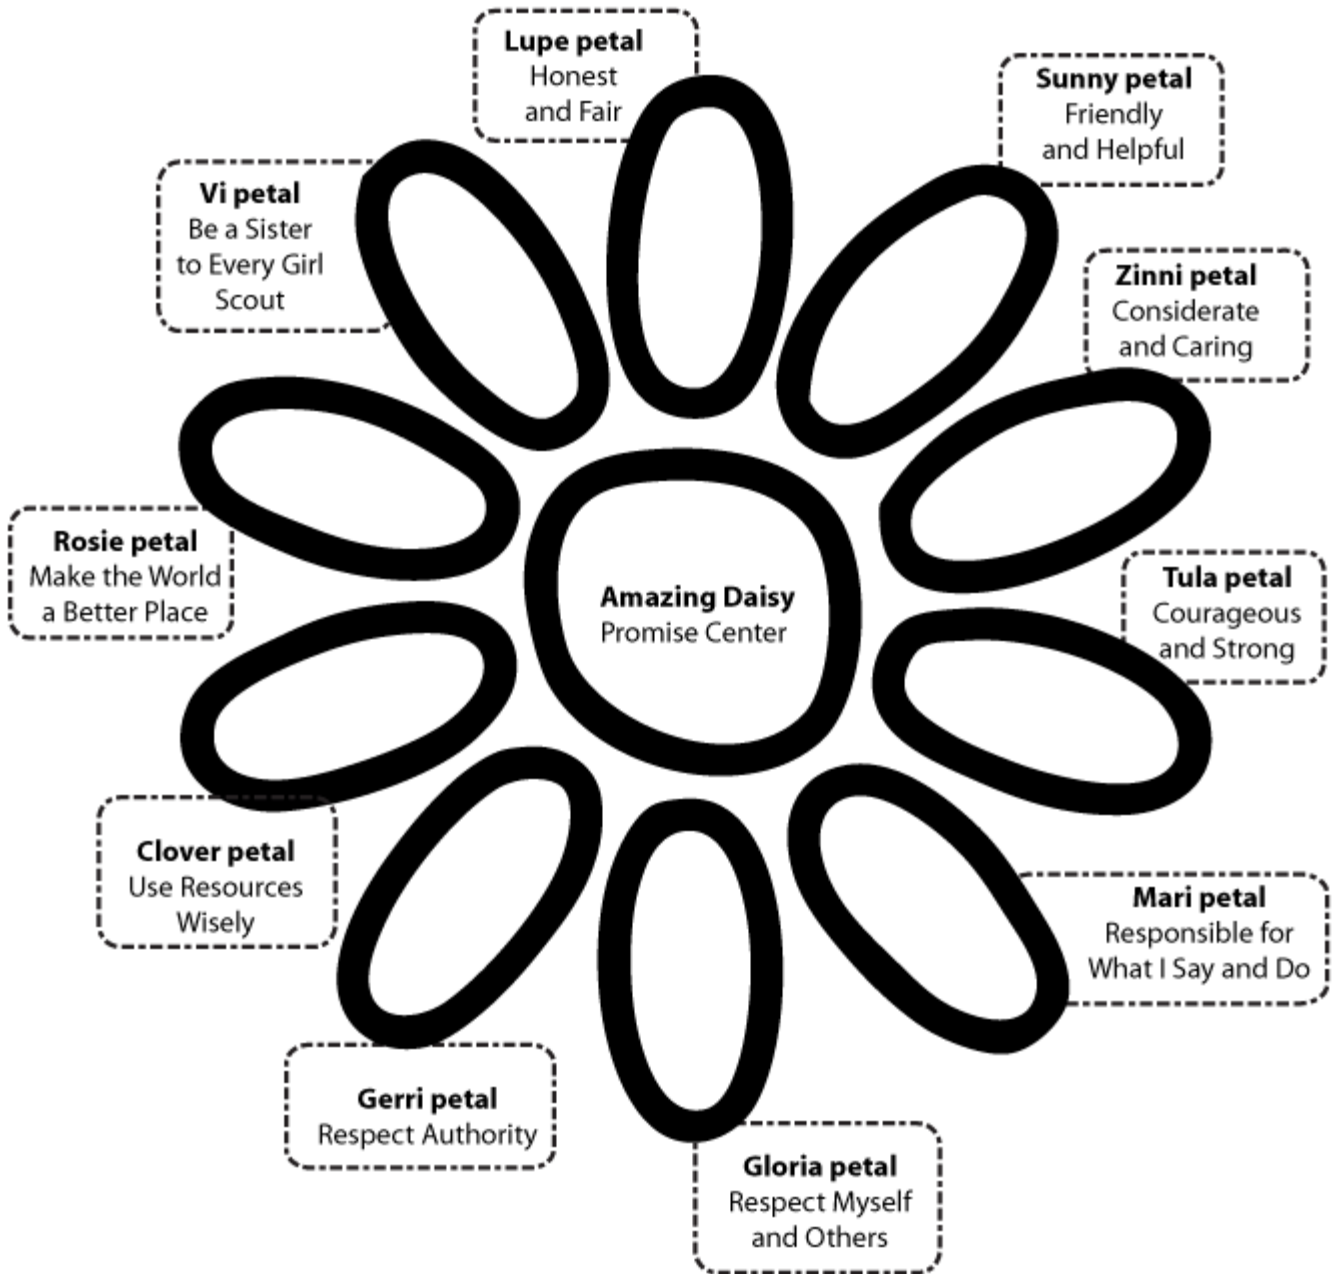 Lupe petal
Honest
and Fair
Sunny petal
Friendly
and Helpful
Zinni petal
Considerate
and Caring
Tula petal
Courageous
and Strong
Mari petal
Responsible for
What I Say and Do
Gloria petal
Respect Myself
and Others
Gerri petal
Respect Authority
Clover petal
Use Resources
Wisely
Rosie petal
Make the World
a Better Place
Vi petal
Be a Sister
to Every Girl
Scout
Amazing Daisy
Promise Center